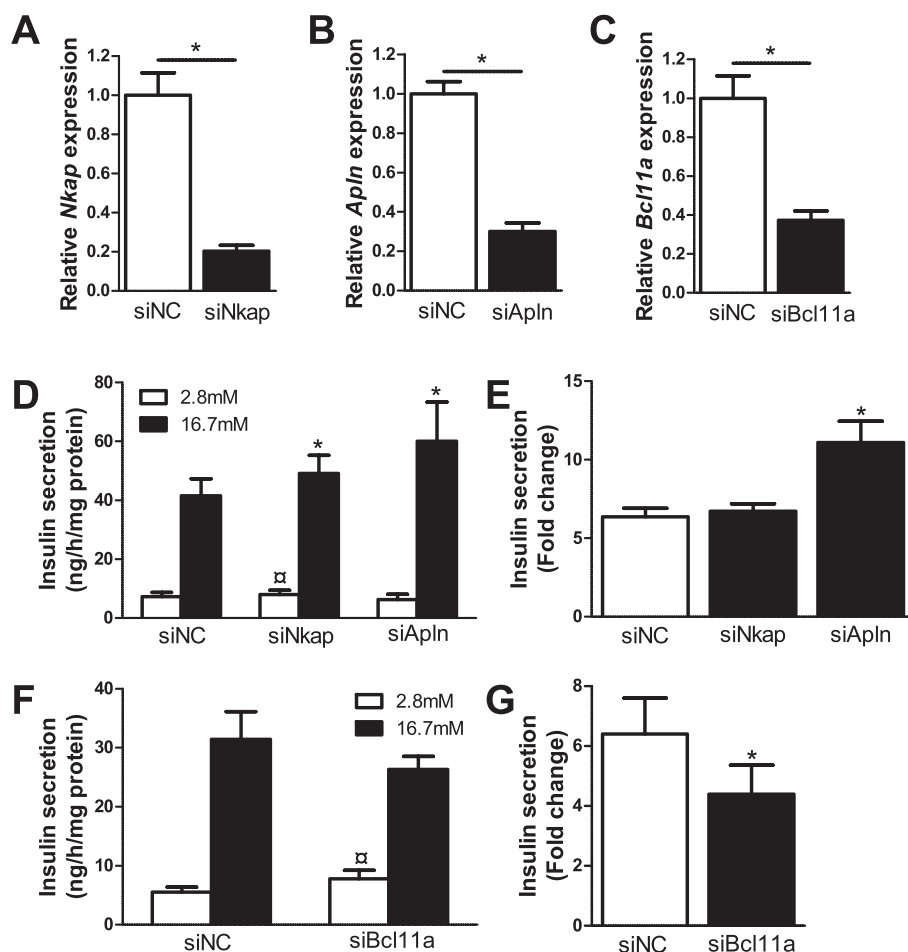 A
Relative Nkap expression
1.2
1.0
0.8
0.6
0.4
0.2
0.0
*
siNC siNkap
B
Relative Apln expression
1.2
1.0
0.8
0.6
0.4
0.2
0.0
*
siNC siApln
C
Relative Bcl11a expression
1.2
1.0
0.8
0.6
0.4
0.2
0.0
*
siNC siBcl11a
D
Insulin secretion
(ng/h/mg protein)
80
60
40
20
0
2.8mM
16.7mM
¤
*
*
siNC siNkap siApln
E
Insulin secretion
(Fold change)
15
10
5
0
*
siNC siNkap siApln
F
Insulin secretion
(ng/h/mg protein)
40
30
20
10
0
2.8mM
16.7mM
¤
siNC siBcl11a
G
Insulin secretion
(Fold change)
8
6
4
2
0
*
siNC siBcl11a